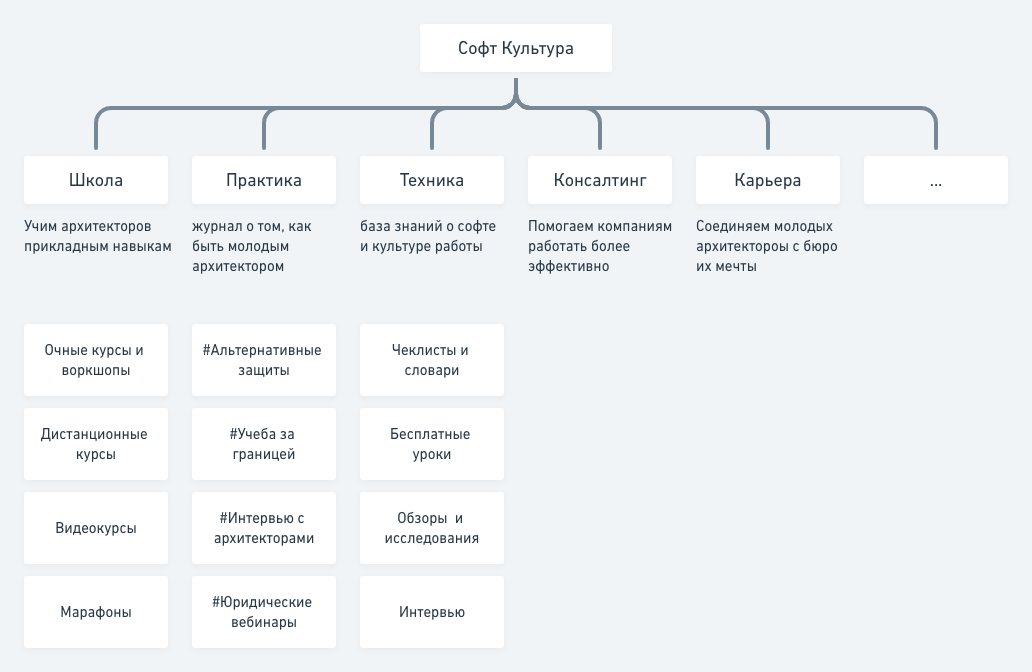 Софт Культура
Школа
Практика
Техника
Консалтинг
Карьера
...
Учим архитекторов
прикладным навыкам
журнал о том, как
быть молодым
архитектором
база знаний о софте
и культуре работы
Помогаем компаниям
работать более
эффективно
Соединяем молодых
архитектороы с бюро
их мечты
Очные курсы и
воркшопы
#Альтернативные
защиты
Чеклисты и
словари
Дистанционные
курсы
#Учеба за
границей
Бесплатные
уроки
Видеокурсы
#Интервью с
архитекторами
Обзоры и
исследования
Марафоны
#Юридические
вебинары
Интервью